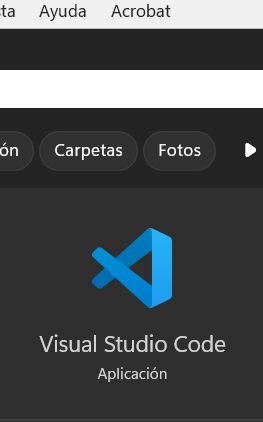 Ayuda Acrobat
Carpetas Fotos
Visual Studio Code
Aplicación